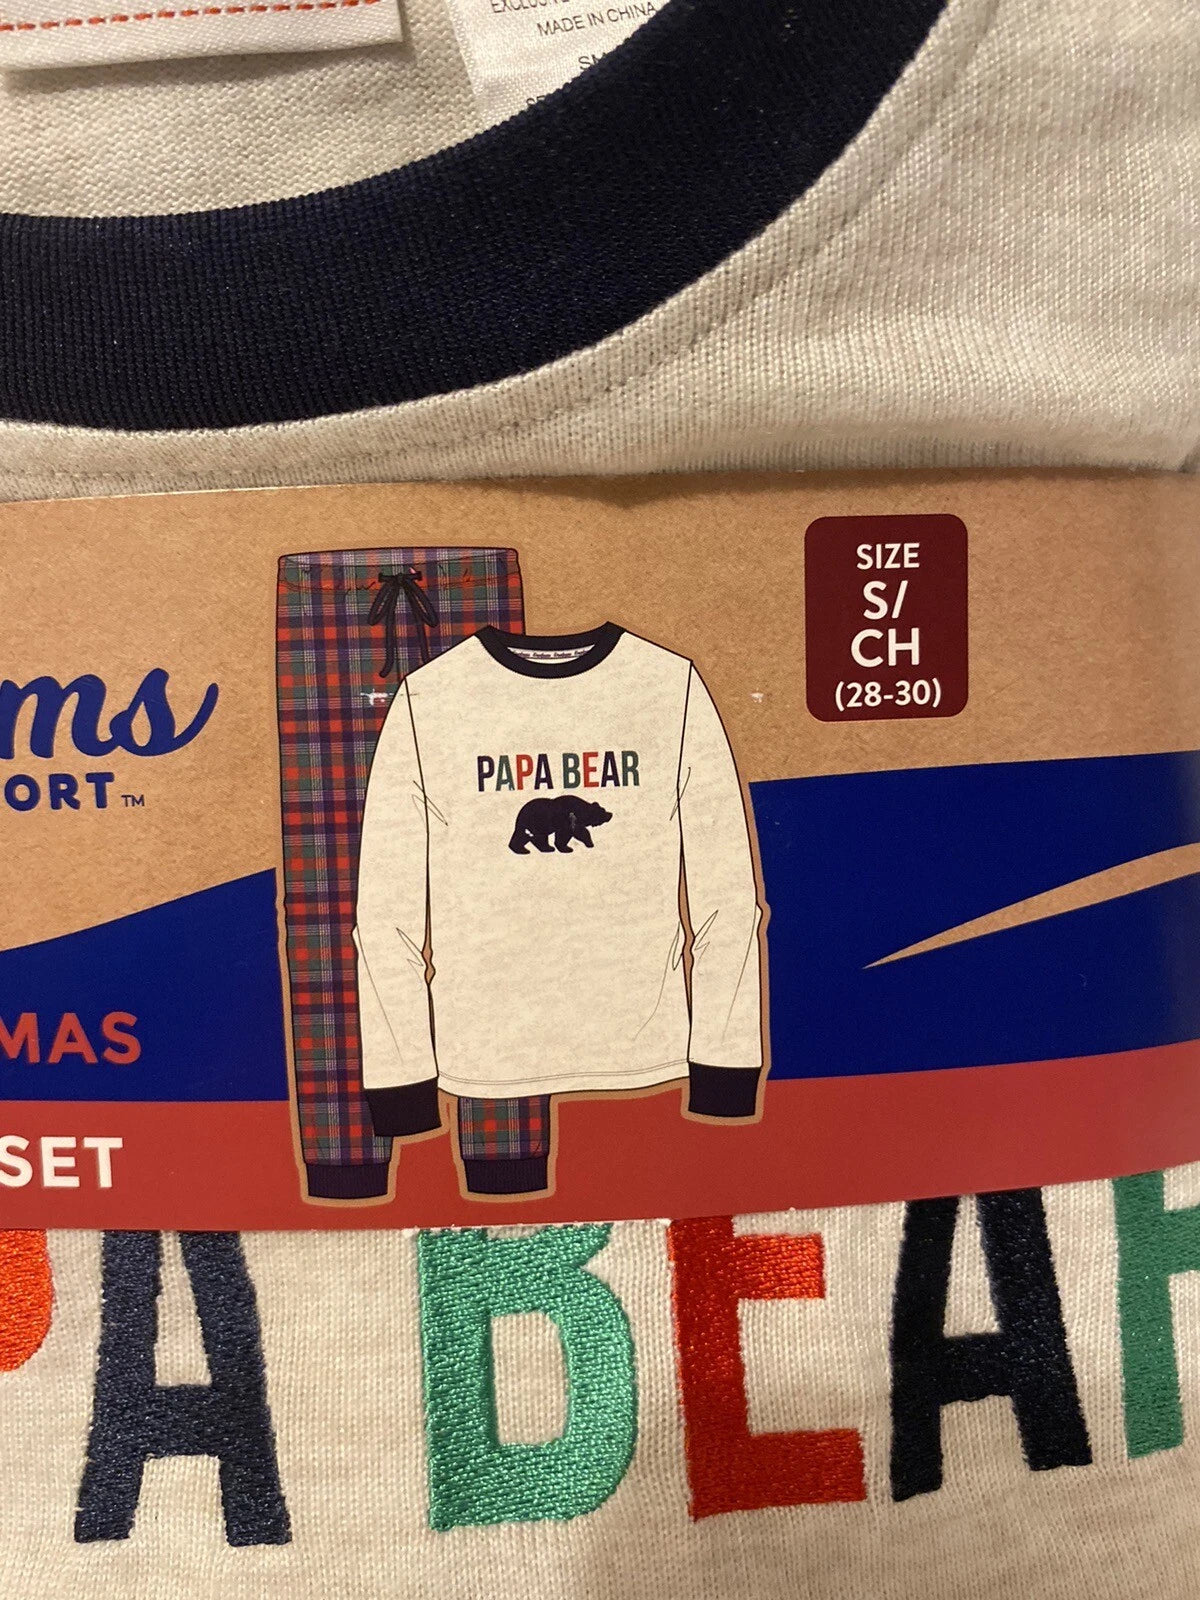 MADE IN CHINA
SIZE
S/
CH
(28-30)
ms
ORT™
PAPA BEAR
MAS
SET
PA BEAR